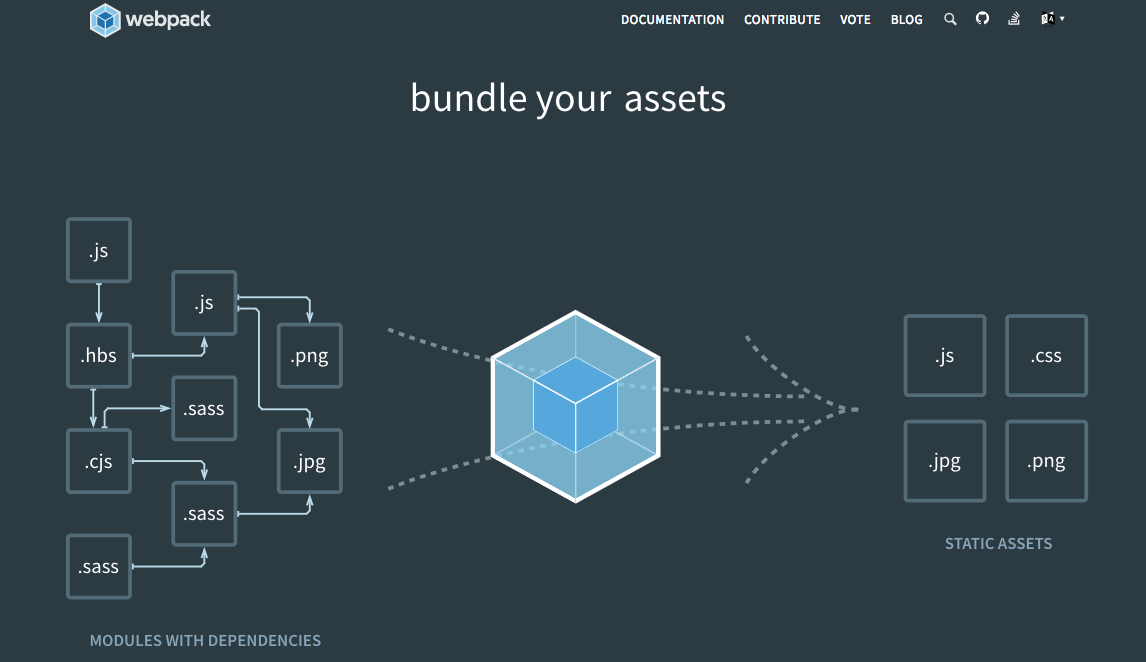 webpack
DOCUMENTATION CONTRIBUTE VOTE BLOG
bundle your assets
.js
.js
.hbs
.png
.sass
.cjs
.jpg
.sass
.sass
MODULES WITH DEPENDENCIES
.js
.css
.jpg
.png
STATIC ASSETS